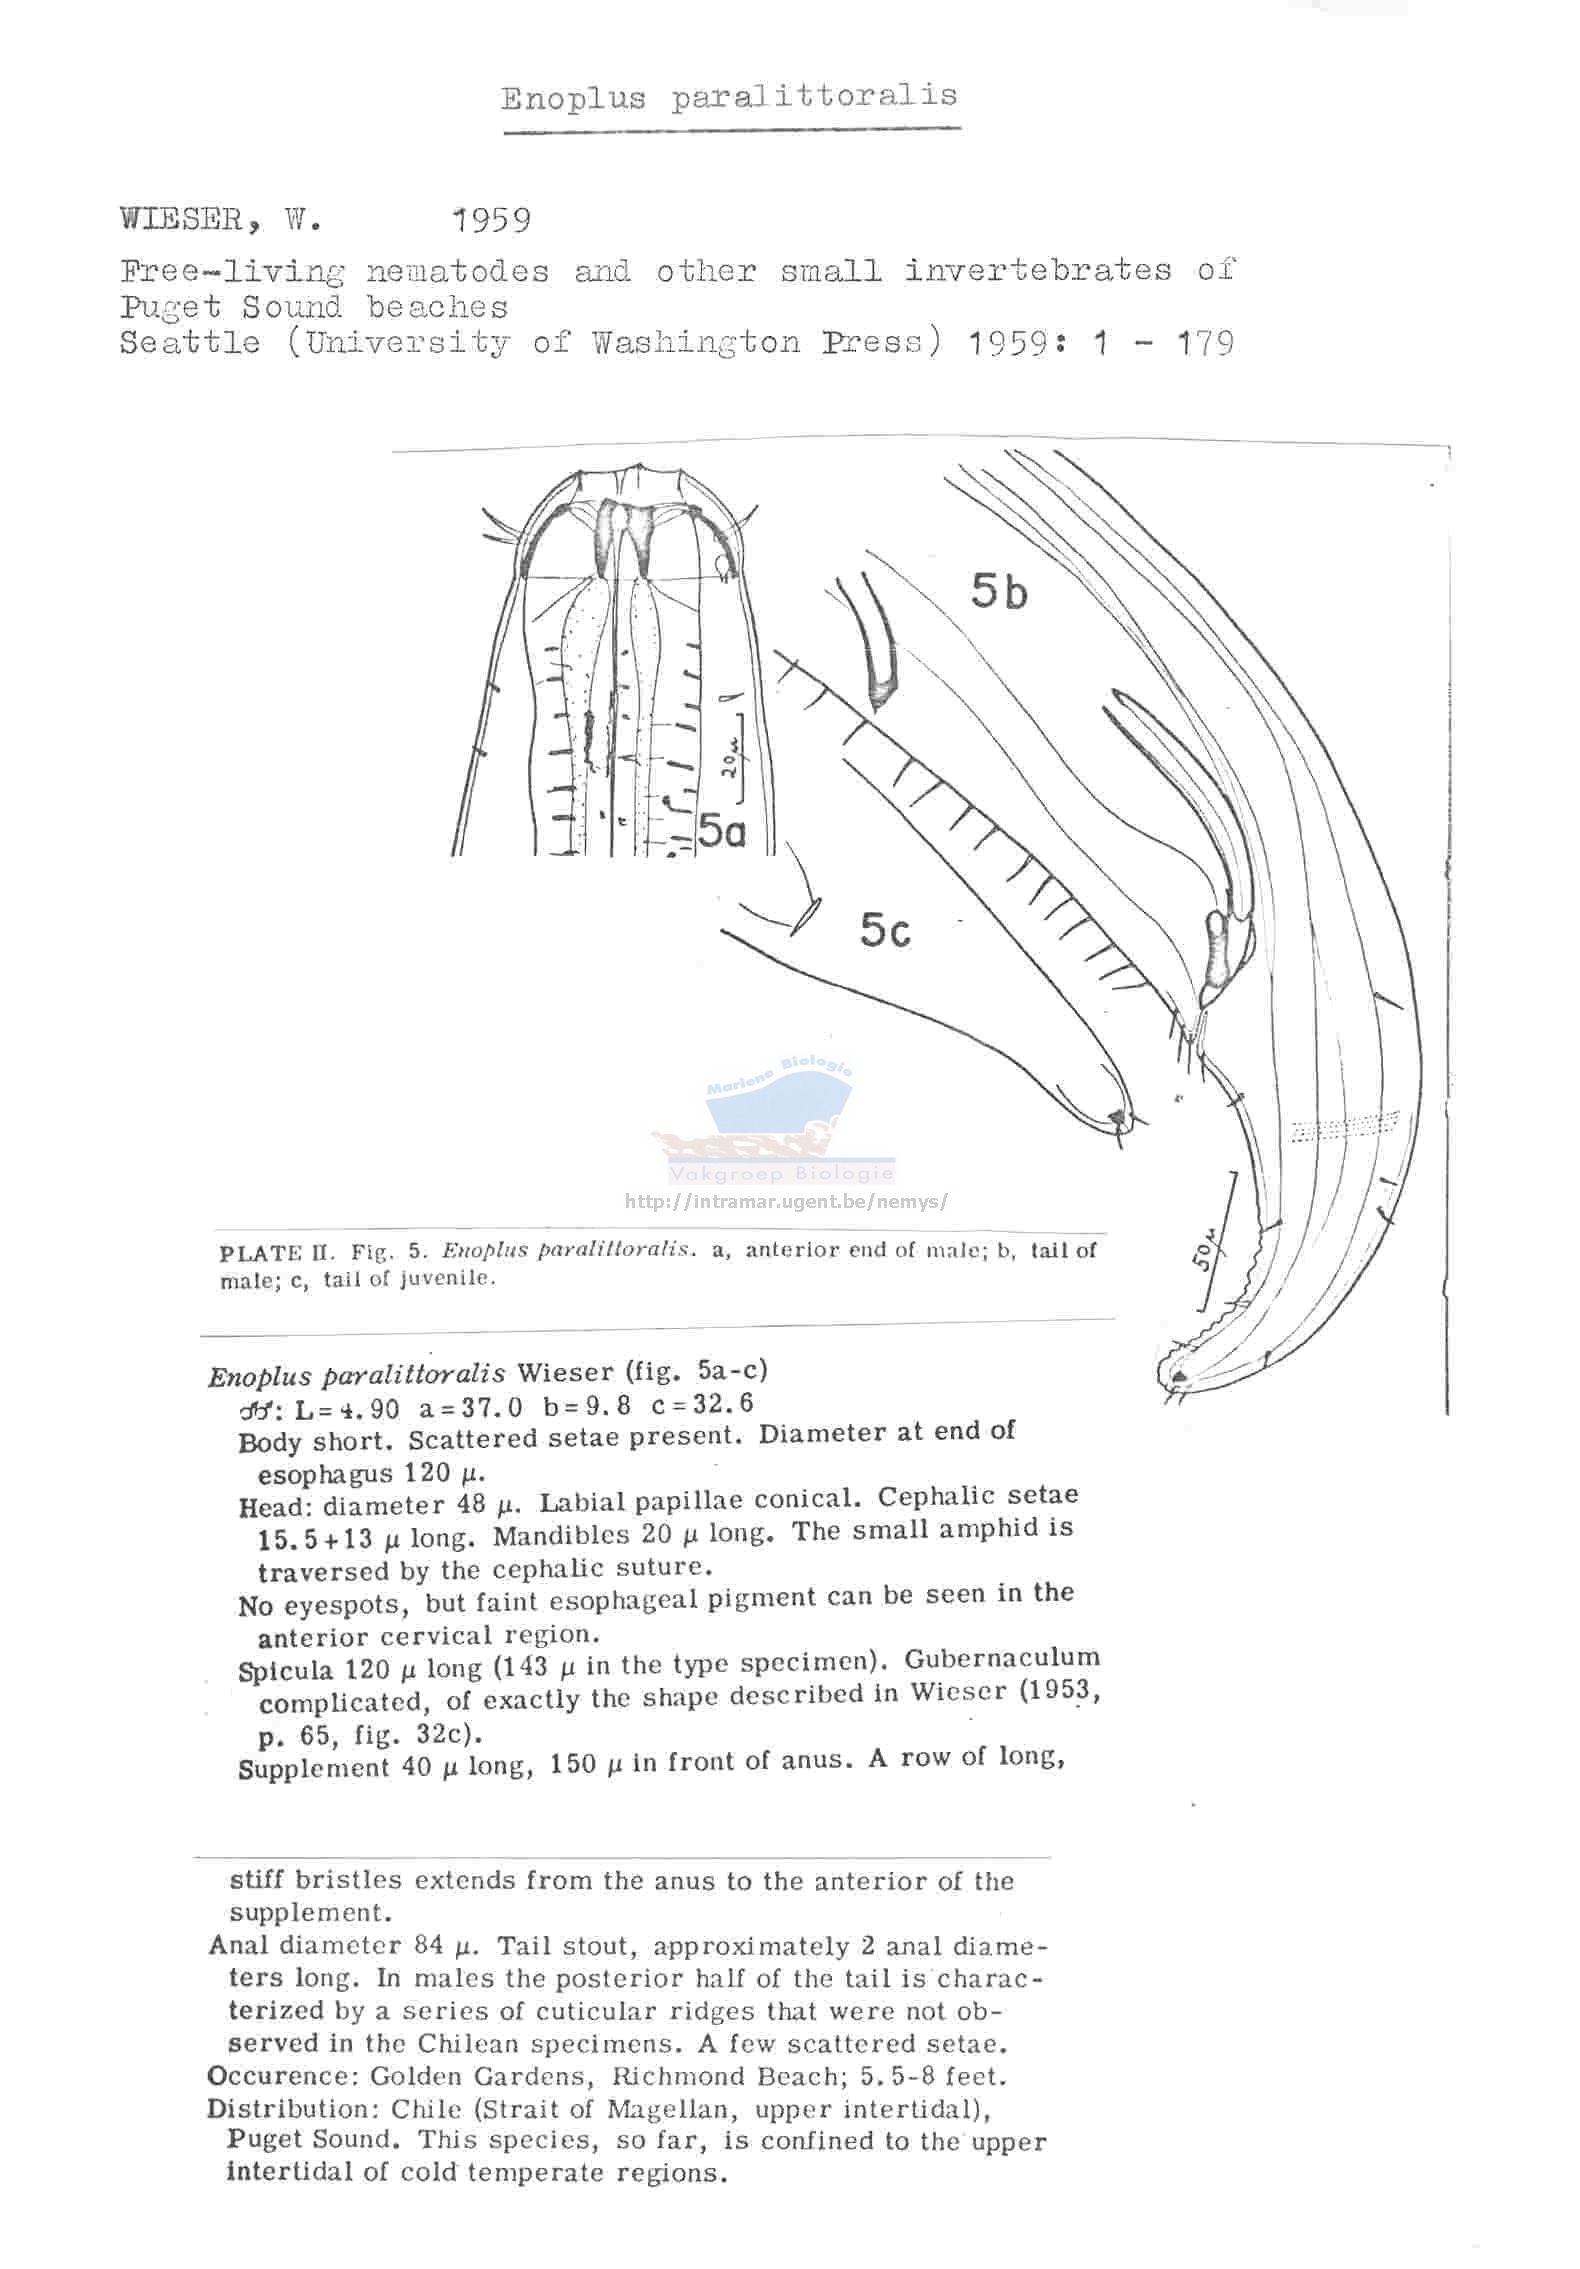 Enoplus paralittoralis
WIESER, W. 1959
Free-living nematodes and other small invertebrates of
Puget Sound beaches
Seattle (University of Washington Press) 1959: 1 - 179
5b
20µ
5a
5c
Mariene Biologie
Vakgroep Biologie
http://intramar.ugent.be/nemys/
50µ
PLATE II. Fig. 5. Enoplus paralittoralis. a, anterior end of male; b, tail of
male; c, tail of juvenile.
Enoplus paralittoralis Wieser (fig. 5a-c)
♂♂: L=4.90 a=37.0 b=9.8 c=32.6
Body short. Scattered setae present. Diameter at end of
esophagus 120 µ.
Head: diameter 48 µ. Labial papillae conical. Cephalic setae
15.5+13 µ long. Mandibles 20 µ long. The small amphid is
traversed by the cephalic suture.
No eyespots, but faint esophageal pigment can be seen in the
anterior cervical region.
Spicula 120 µ long (143 µ in the type specimen). Gubernaculum
complicated, of exactly the shape described in Wieser (1953,
p. 65, fig. 32c).
Supplement 40 µ long, 150 µ in front of anus. A row of long,
stiff bristles extends from the anus to the anterior of the
supplement.
Anal diameter 84 µ. Tail stout, approximately 2 anal diame-
ters long. In males the posterior half of the tail is charac-
terized by a series of cuticular ridges that were not ob-
served in the Chilean specimens. A few scattered setae.
Occurence: Golden Gardens, Richmond Beach; 5.5-8 feet.
Distribution: Chile (Strait of Magellan, upper intertidal),
Puget Sound. This species, so far, is confined to the upper
intertidal of cold temperate regions.